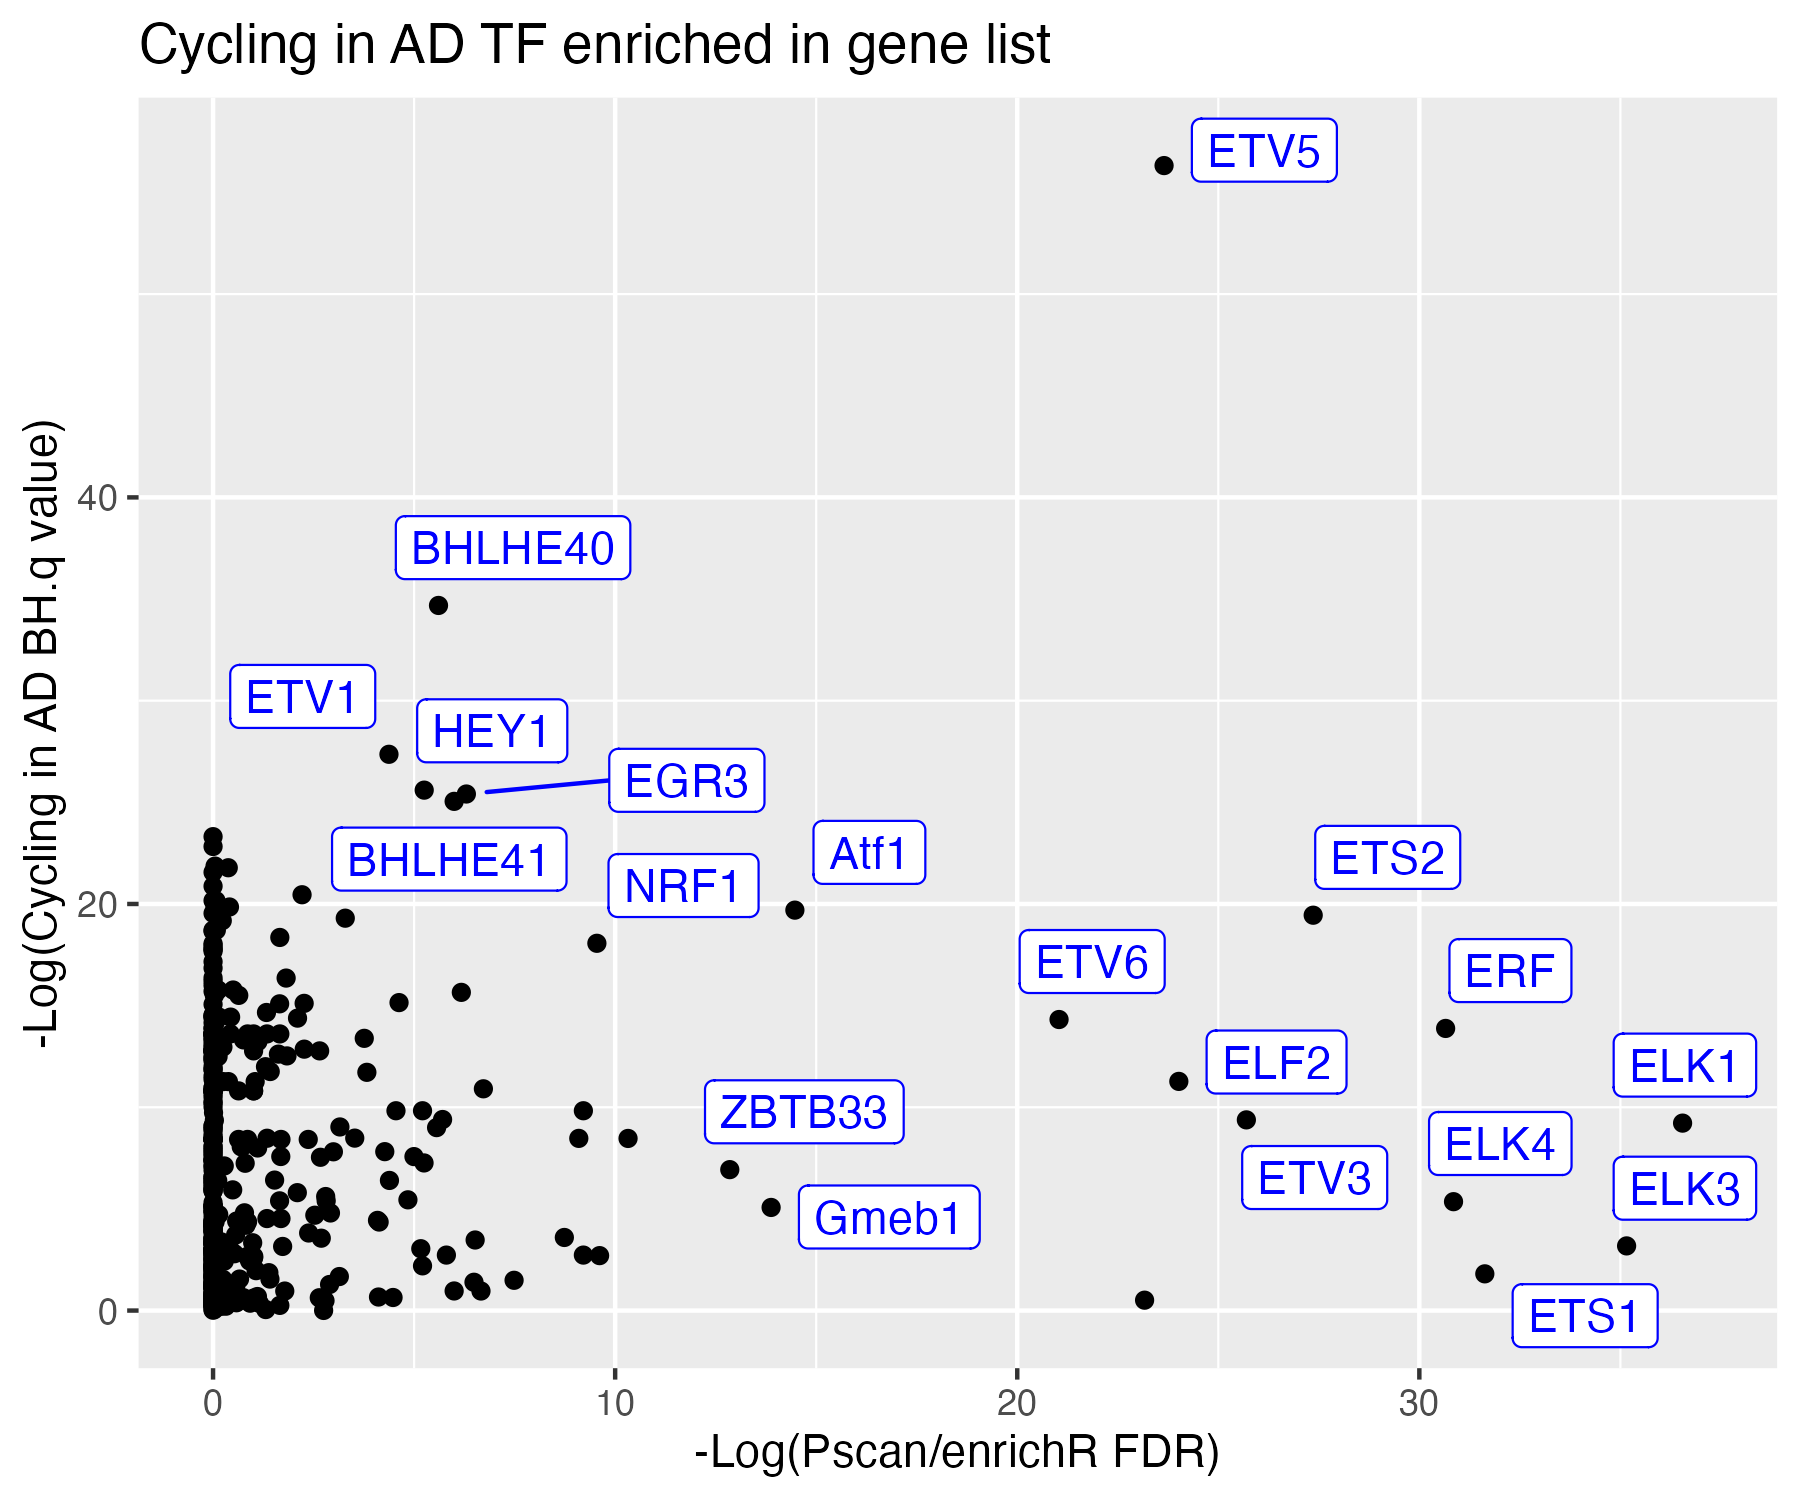 Cycling in AD TF enriched in gene list
ETV5
40
BHLHE40
ETV1
HEY1
EGR3
BHLHE41
NRF1
Atf1
ETS2
20
ETV6
ERF
ELF2
ELK1
ZBTB33
ELK4
ETV3
ELK3
Gmeb1
ETS1
0
0 10 20 30
-Log(Pscan/enrichR FDR)
-Log(Cycling in AD BH.q value)